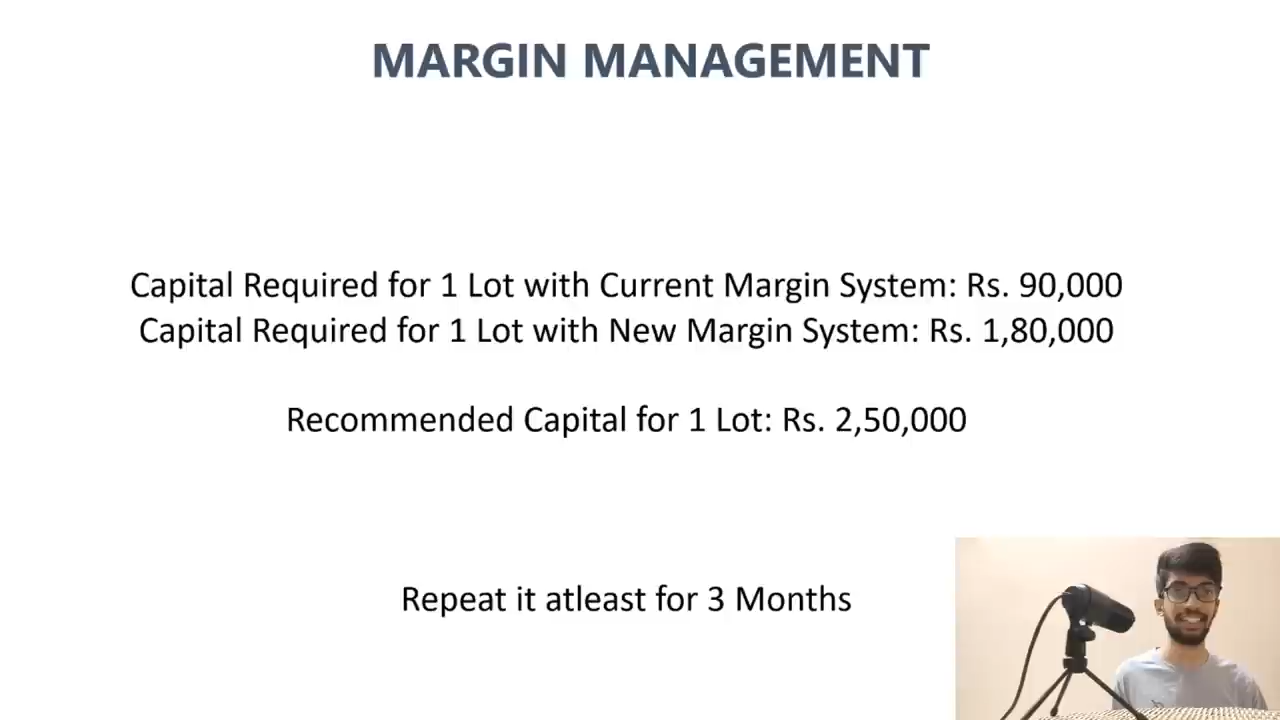 MARGIN MANAGEMENT
Capital Required for 1 Lot with Current Margin System: Rs. 90,000
Capital Required for 1 Lot with New Margin System: Rs. 1,80,000
Recommended Capital for 1 Lot: Rs. 2,50,000
Repeat it atleast for 3 Months